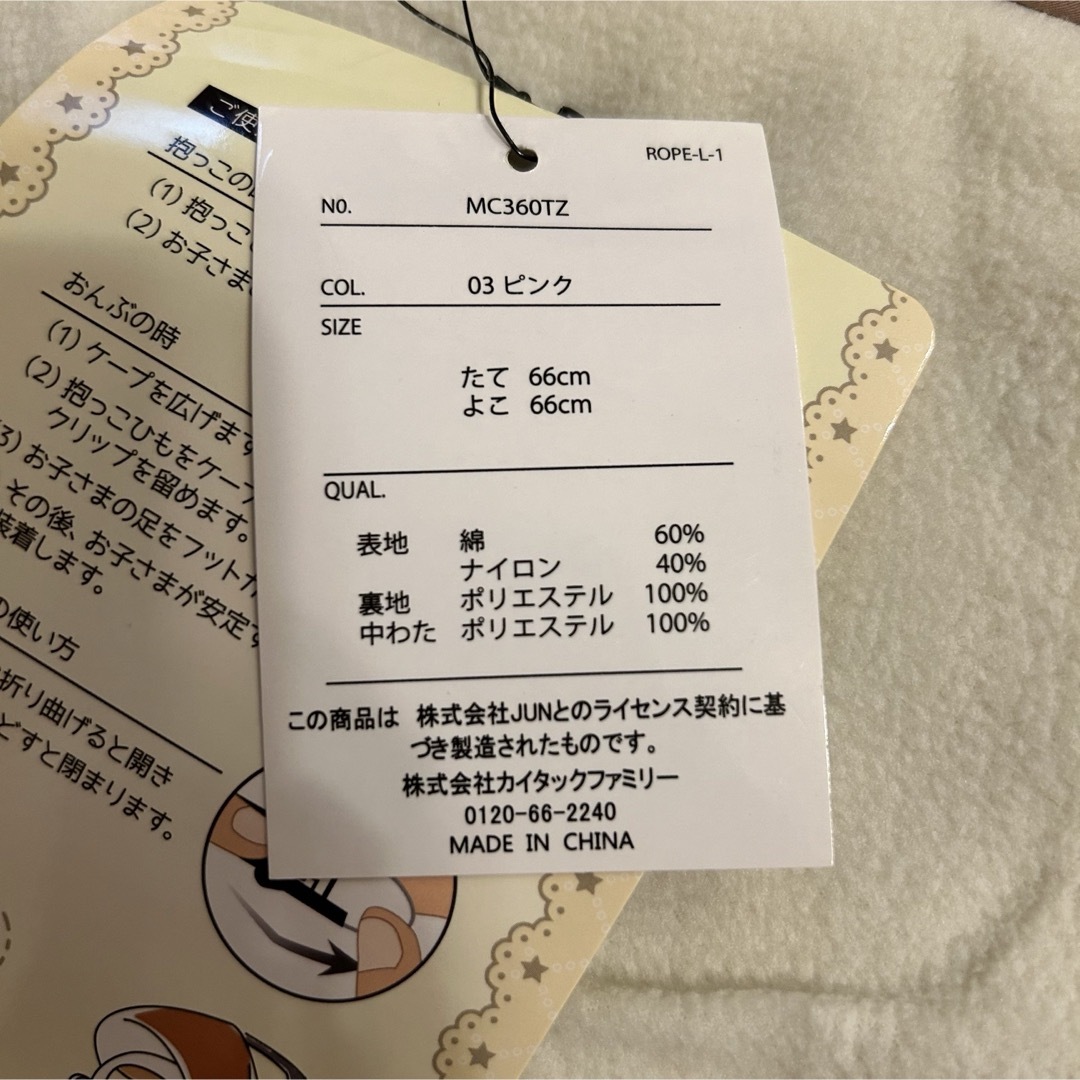 ROPE-L-1
N0. MC360TZ
COL. 03 ピンク
SIZE
たて 66cm
よこ 66cm
QUAL.
表地 綿 60%
ナイロン 40%
裏地 ポリエステル 100%
中わた ポリエステル 100%
この商品は 株式会社JUNとのライセンス契約に基
づき製造されたものです。
株式会社カイタックファミリー
0120-66-2240
MADE IN CHINA
ご使
抱っこの
(1) 抱っこ
(2) お子さま
おんぶの時
(1) ケープを広げます
(2) 抱っこひもをケープ
クリップを留めます。
3) お子さまの足をフット
その後、お子さまが安定す
装着します。
の使い方
折り曲げると開き
どすと閉まります。